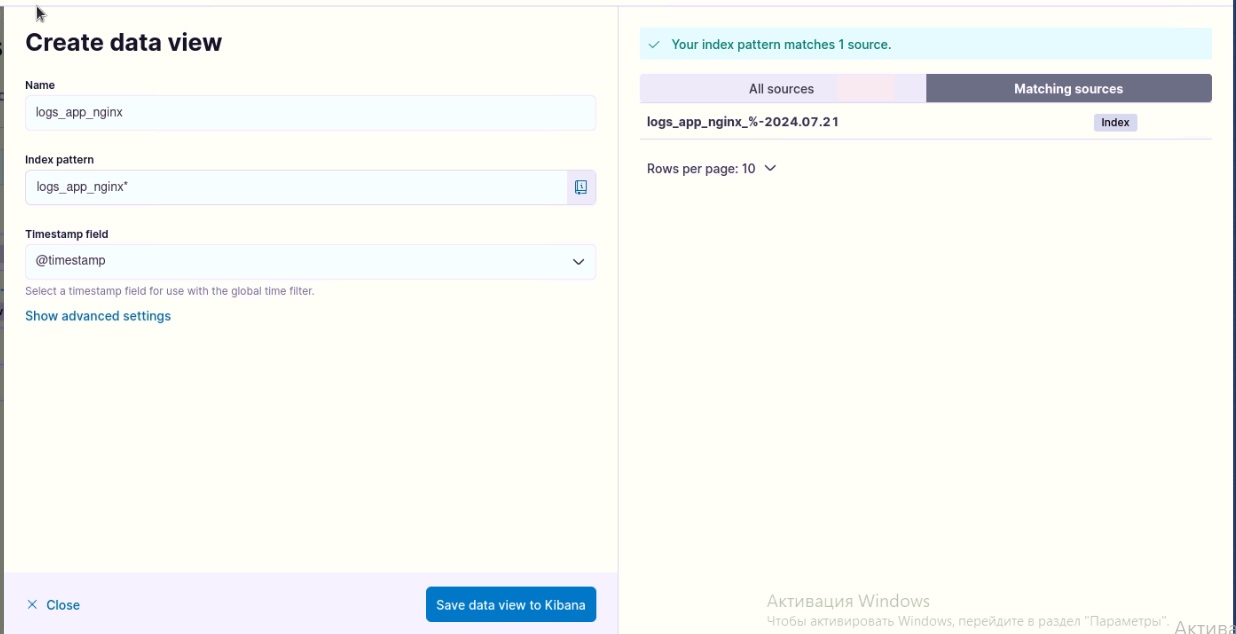 Create data view
Name
logs_app_nginx
Index pattern
logs_app_nginx*
Timestamp field
@timestamp
Select a timestamp field for use with the global time filter.
Show advanced settings
Close
Save data view to Kibana
Your index pattern matches 1 source.
All sources
Matching sources
logs_app_nginx_%-2024.07.21
Index
Rows per page: 10
Активация Windows
Чтобы активировать Windows, перейдите в раздел "Параметры".